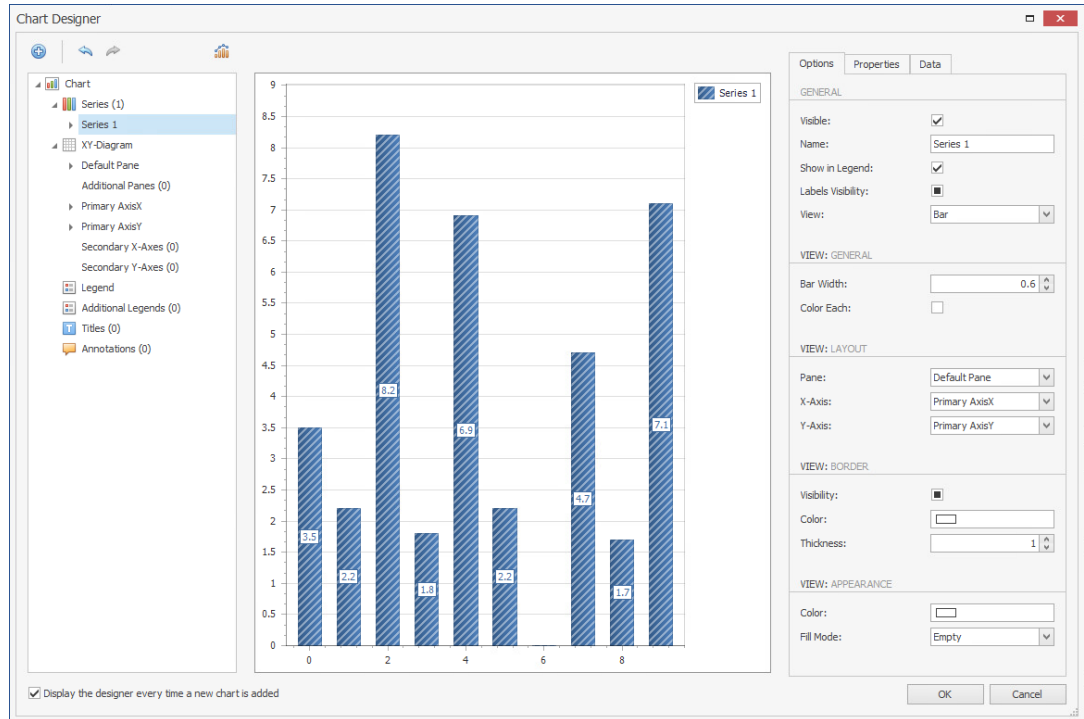 Chart Designer
Chart
Series (1)
Series 1
XY-Diagram
Default Pane
Additional Panes (0)
Primary AxisX
Primary AxisY
Secondary X-Axes (0)
Secondary Y-Axes (0)
Legend
Additional Legends (0)
T Titles (0)
Annotations (0)
9
8.5
8
7.5
7
6.5
6
5.5
5
4.5
4
3.5
3
2.5
2
1.5
1
0.5
0
3.5
2.2
8.2
1.8
6.9
2.2
4.7
1.7
7.1
0 2 4 6 8
Series 1
Options Properties Data
GENERAL
Visible:
Name: Series 1
Show in Legend:
Labels Visibility:
View: Bar
VIEW: GENERAL
Bar Width: 0.6
Color Each:
VIEW: LAYOUT
Pane: Default Pane
X-Axis: Primary AxisX
Y-Axis: Primary AxisY
VIEW: BORDER
Visibility:
Color:
Thickness: 1
VIEW: APPEARANCE
Color:
Fill Mode: Empty
Display the designer every time a new chart is added
OK Cancel